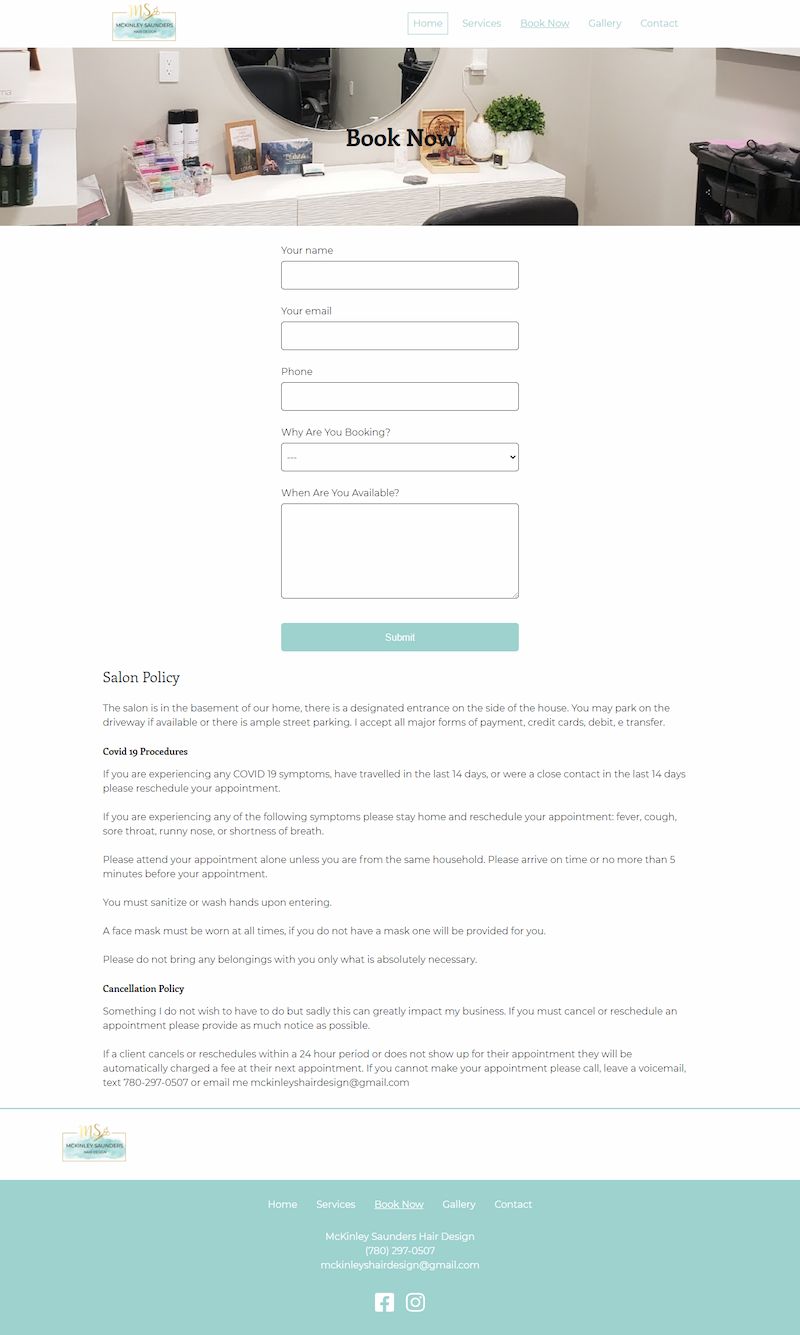 MS
MCKINLEY SAUNDERS
HAIR DESIGN
Home Services Book Now Gallery Contact
Book Now
Your name
Your email
Phone
Why Are You Booking?
---
When Are You Available?
Submit
Salon Policy
The salon is in the basement of our home, there is a designated entrance on the side of the house. You may park on the
driveway if available or there is ample street parking. I accept all major forms of payment, credit cards, debit, e transfer.
Covid 19 Procedures
If you are experiencing any COVID 19 symptoms, have travelled in the last 14 days, or were a close contact in the last 14 days
please reschedule your appointment.
If you are experiencing any of the following symptoms please stay home and reschedule your appointment: fever, cough,
sore throat, runny nose, or shortness of breath.
Please attend your appointment alone unless you are from the same household. Please arrive on time or no more than 5
minutes before your appointment.
You must sanitize or wash hands upon entering.
A face mask must be worn at all times, if you do not have a mask one will be provided for you.
Please do not bring any belongings with you only what is absolutely necessary.
Cancellation Policy
Something I do not wish to have to do but sadly this can greatly impact my business. If you must cancel or reschedule an
appointment please provide as much notice as possible.
If a client cancels or reschedules within a 24 hour period or does not show up for their appointment they will be
automatically charged a fee at their next appointment. If you cannot make your appointment please call, leave a voicemail,
text 780-297-0507 or email me mckinleyshairdesign@gmail.com
MS
MCKINLEY SAUNDERS
HAIR DESIGN
Home Services Book Now Gallery Contact
McKinley Saunders Hair Design
(780) 297-0507
mckinleyshairdesign@gmail.com